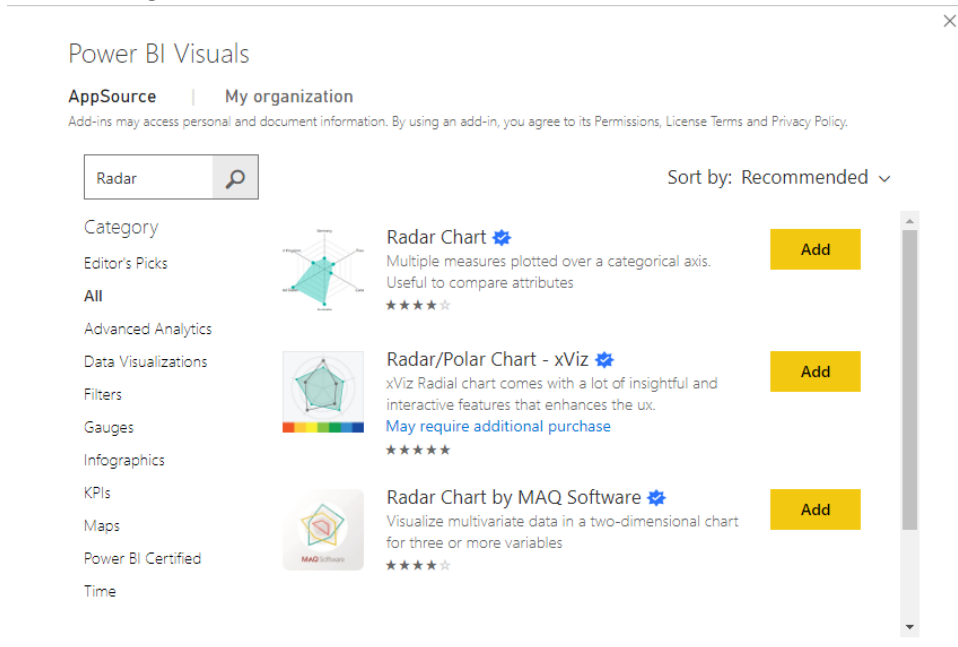 Power BI Visuals
AppSource | My organization
Add-ins may access personal and document information. By using an add-in, you agree to its Permissions, License Terms and Privacy Policy.
Radar
Sort by: Recommended
Category
Editor's Picks
All
Advanced Analytics
Data Visualizations
Filters
Gauges
Infographics
KPIs
Maps
Power BI Certified
Time
Radar Chart
Multiple measures plotted over a categorical axis.
Useful to compare attributes
Add
Radar/Polar Chart - xViz
xViz Radial chart comes with a lot of insightful and
interactive features that enhances the ux.
May require additional purchase
Add
MAQ Software
Radar Chart by MAQ Software
Visualize multivariate data in a two-dimensional chart
for three or more variables
Add